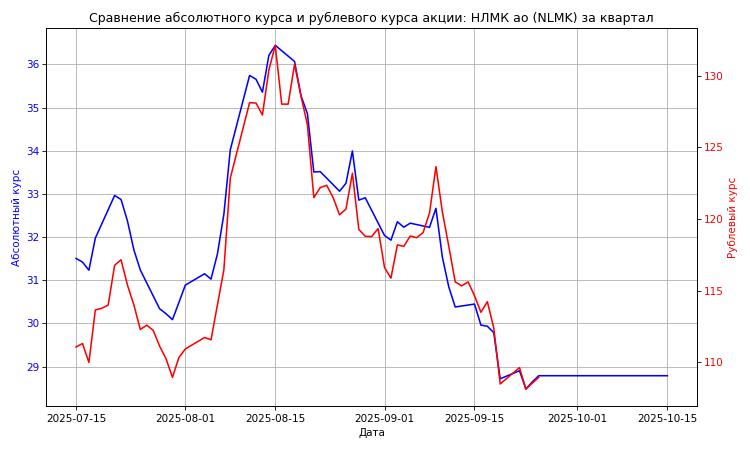 Сравнение абсолютного курса и рублевого курса акции: НЛМК ао (NLMK) за квартал
36
35
34
33
32
31
30
29
Абсолютный курс
130
125
120
115
110
Рублевый курс
2025-07-15 2025-08-01 2025-08-15 2025-09-01 2025-09-15 2025-10-01 2025-10-15
Дата